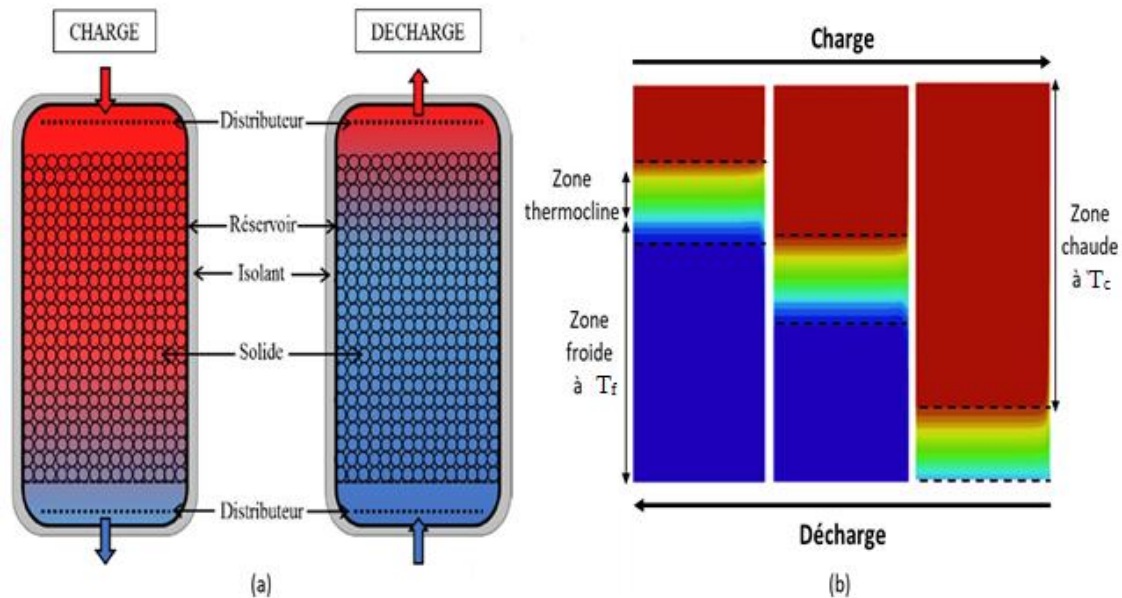 CHARGE
DECHARGE
Distributeur
Réservoir
Isolant
Solide
Distributeur
(a)
Charge
Zone
thermocline
Zone
froide
à Tf
Zone
chaude
à Tc
Décharge
(b)